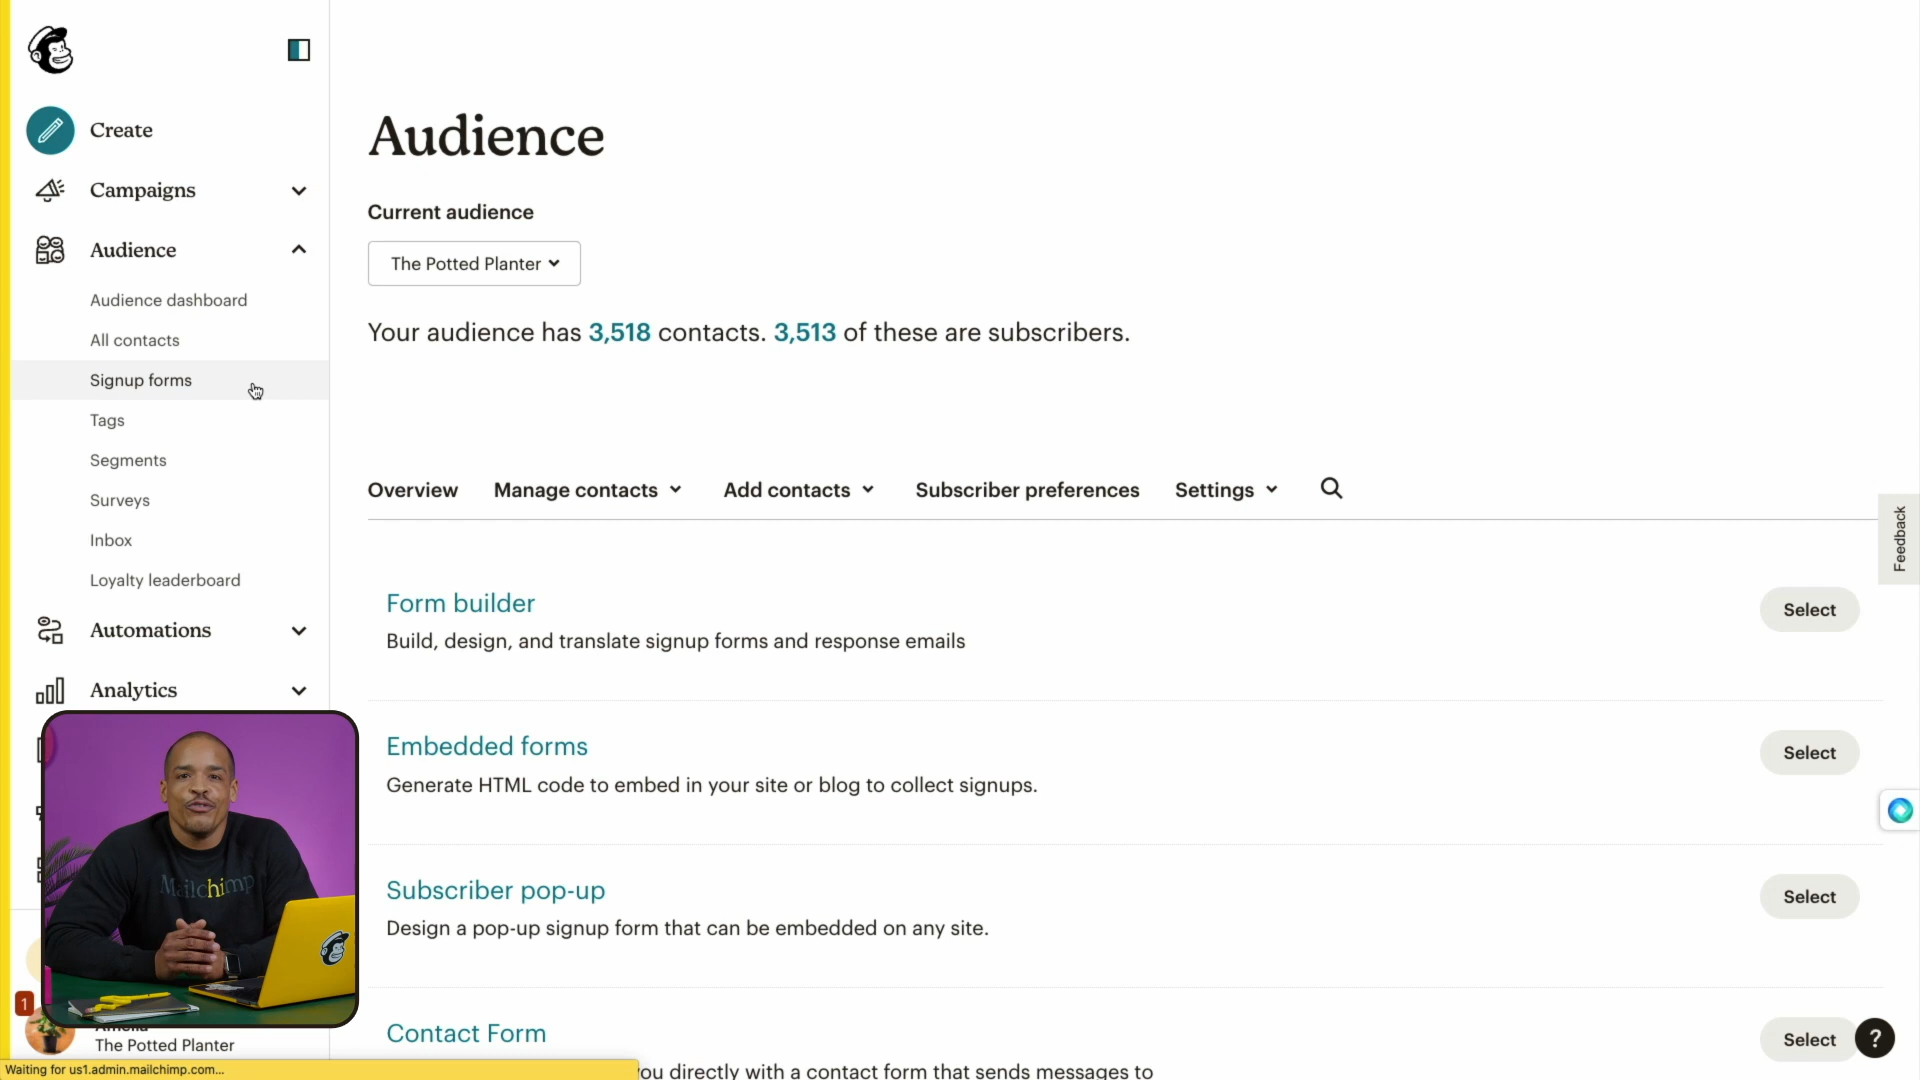 Create
Campaigns
Audience
Audience dashboard
All contacts
Signup forms
Tags
Segments
Surveys
Inbox
Loyalty leaderboard
Automations
Analytics
Mailchimp
1
The Potted Planter
Waiting for us1.admin.mailchimp.com...
Audience
Current audience
The Potted Planter
Your audience has 3,518 contacts. 3,513 of these are subscribers.
Overview Manage contacts Add contacts Subscriber preferences Settings
Feedback
Form builder
Select
Build, design, and translate signup forms and response emails
Embedded forms
Select
Generate HTML code to embed in your site or blog to collect signups.
Subscriber pop-up
Select
Design a pop-up signup form that can be embedded on any site.
Contact Form
Select
?
directly with a contact form that sends messages to